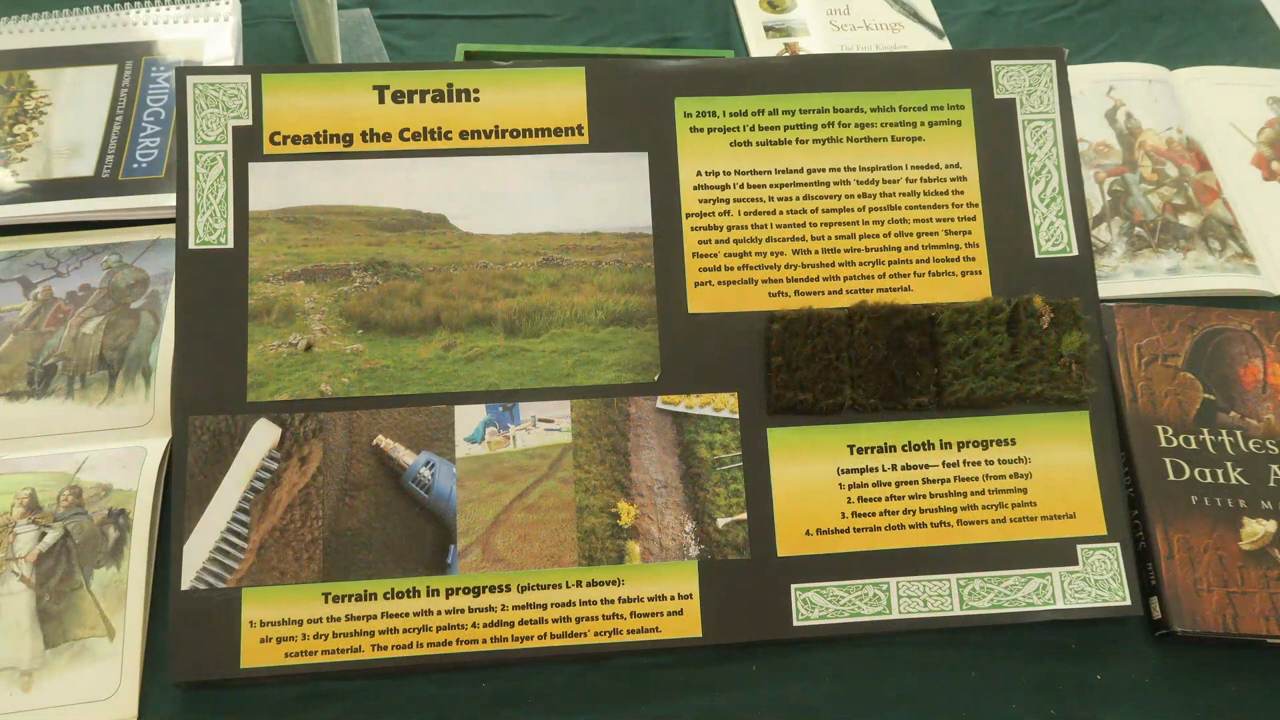 MIDGARD:
HEROIC BATTLE WARGAMES RULES
and
Sea-kings
The First Kingdom
Terrain:
Creating the Celtic environment
In 2018, I sold off all my terrain boards, which forced me into
the project I'd been putting off for ages: creating a gaming
cloth suitable for mythic Northern Europe.
A trip to Northern Ireland gave me the inspiration I needed, and,
although I'd been experimenting with 'teddy bear' fur fabrics with
varying success, it was a discovery on eBay that really kicked the
project off. I ordered a stack of samples of possible contenders for the
scrubby grass that I wanted to represent in my cloth; most were tried
out and quickly discarded, but a small piece of olive green 'Sherpa
Fleece' caught my eye. With a little wire-brushing and trimming, this
could be effectively dry-brushed with acrylic paints and looked the
part, especially when blended with patches of other fur fabrics, grass
tufts, flowers and scatter material.
Terrain cloth in progress
(samples L-R above— feel free to touch):
1: plain olive green Sherpa Fleece (from eBay)
2. fleece after wire brushing and trimming
3. fleece after dry brushing with acrylic paints
4. finished terrain cloth with tufts, flowers and scatter material
Terrain cloth in progress (pictures L-R above):
1: brushing out the Sherpa Fleece with a wire brush; 2: melting roads into the fabric with a hot
air gun; 3: dry brushing with acrylic paints; 4: adding details with grass tufts, flowers and
scatter material. The road is made from a thin layer of builders' acrylic sealant.
Battles
Dark A
PETER M
DARK AGES